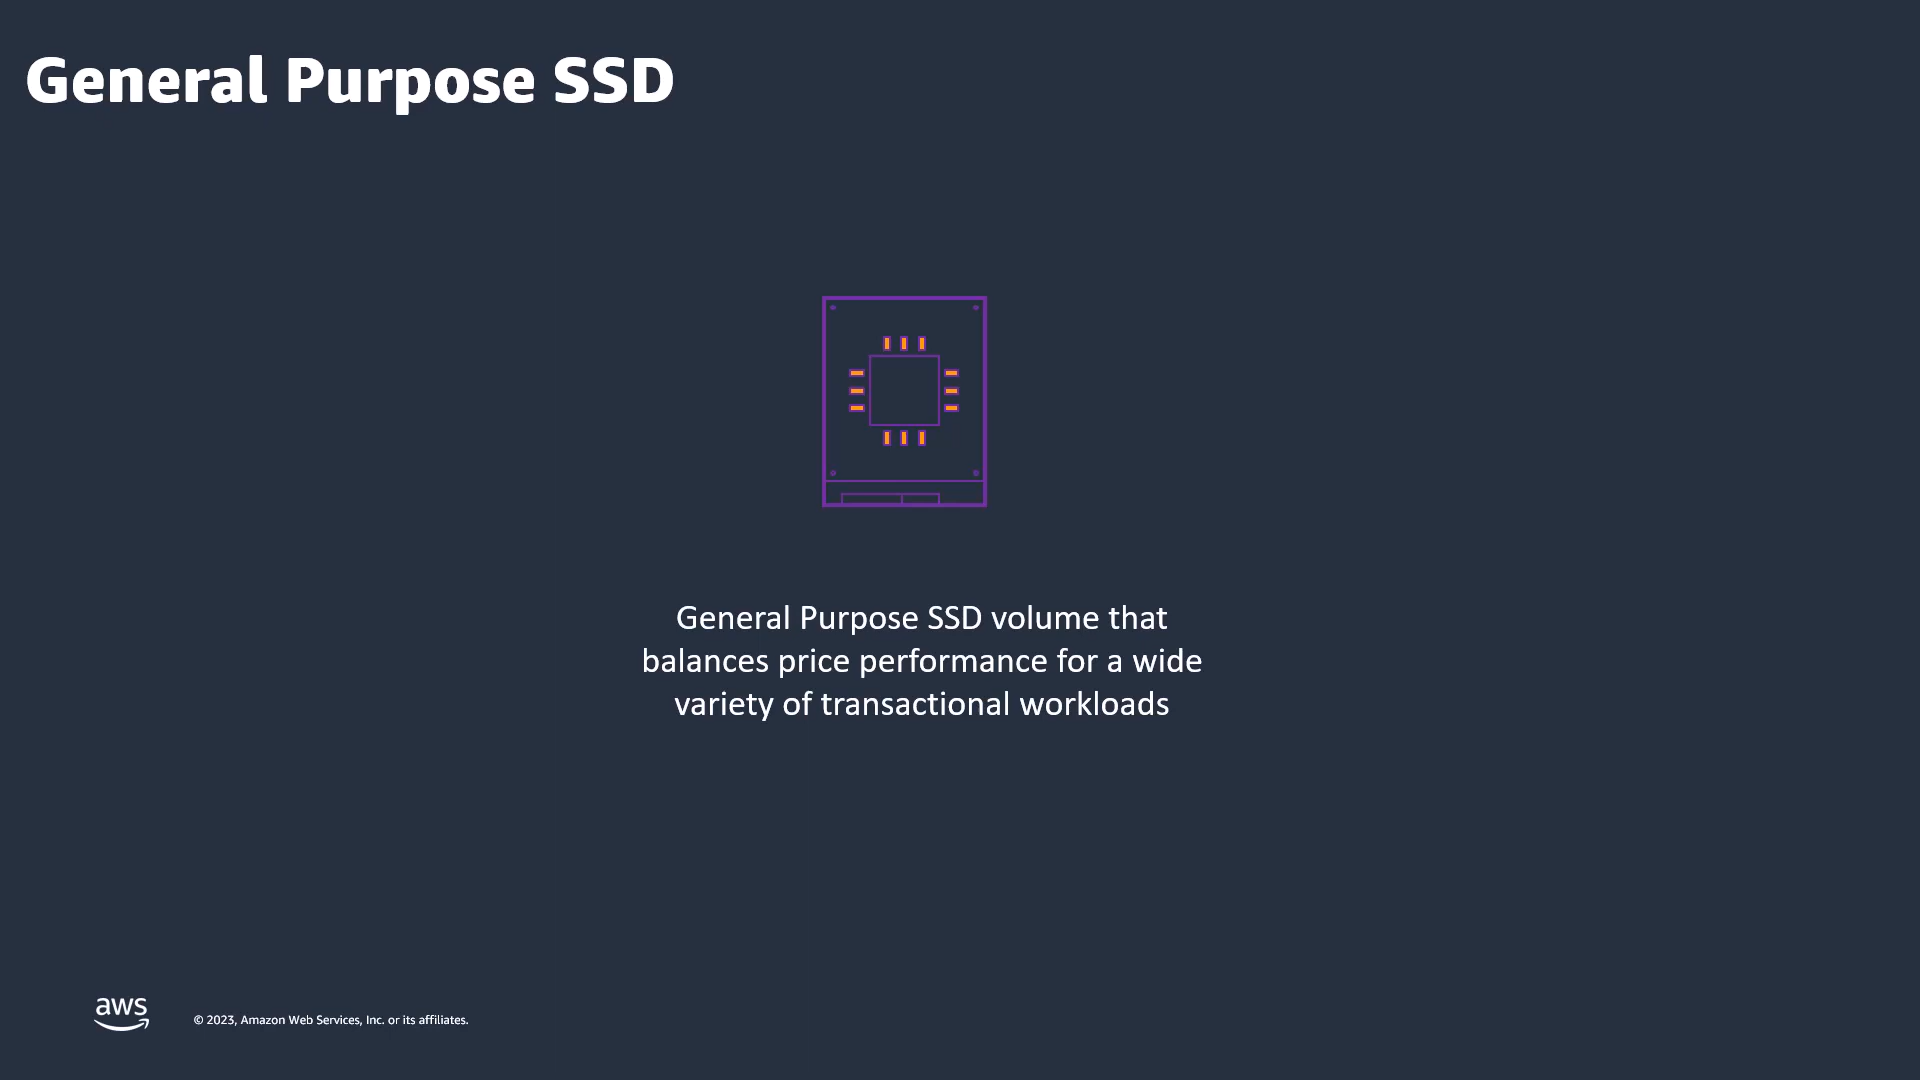 General Purpose SSD
General Purpose SSD volume that
balances price performance for a wide
variety of transactional workloads
aws
© 2023, Amazon Web Services, Inc. or its affiliates.